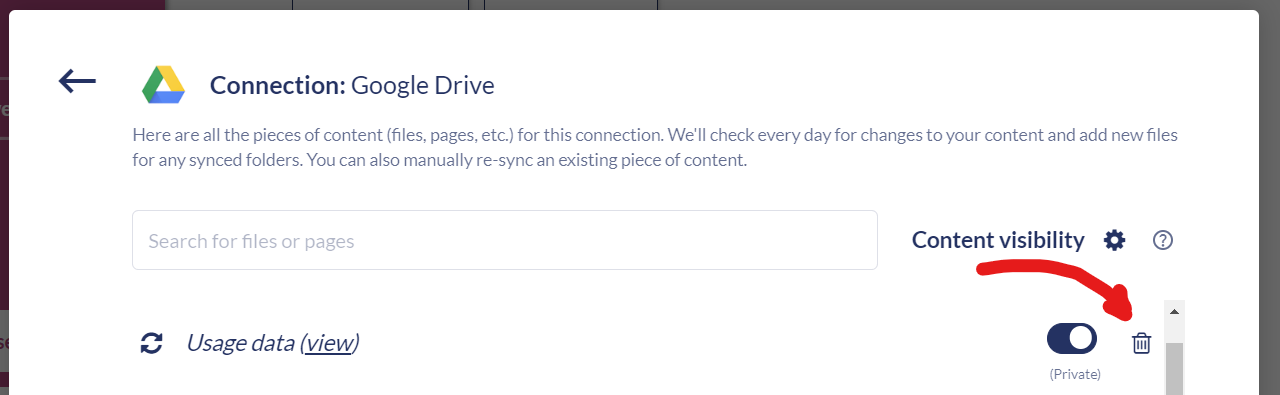 Connection: Google Drive
Here are all the pieces of content (files, pages, etc.) for this connection. We'll check every day for changes to your content and add new files
for any synced folders. You can also manually re-sync an existing piece of content.
Search for files or pages
Content visibility
Usage data (view)
(Private)